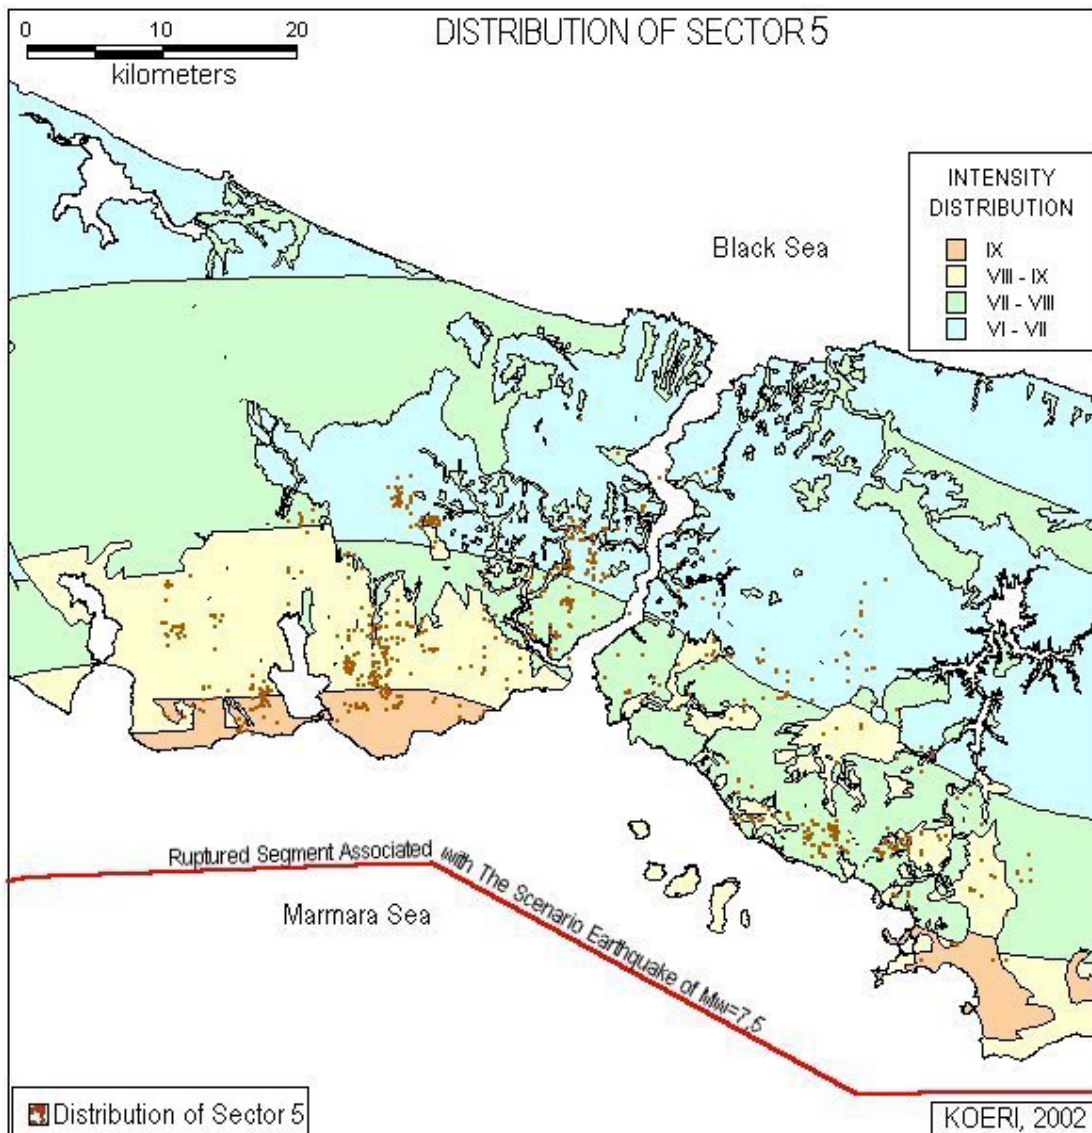 DISTRIBUTION OF SECTOR 5
0 10 20
kilometers
INTENSITY
DISTRIBUTION
IX
VIII - IX
VII - VIII
VI - VII
Black Sea
Ruptured Segment Associated with The Scenario Earthquake of Mw=7,5
Marmara Sea
Distribution of Sector 5
KOERI, 2002